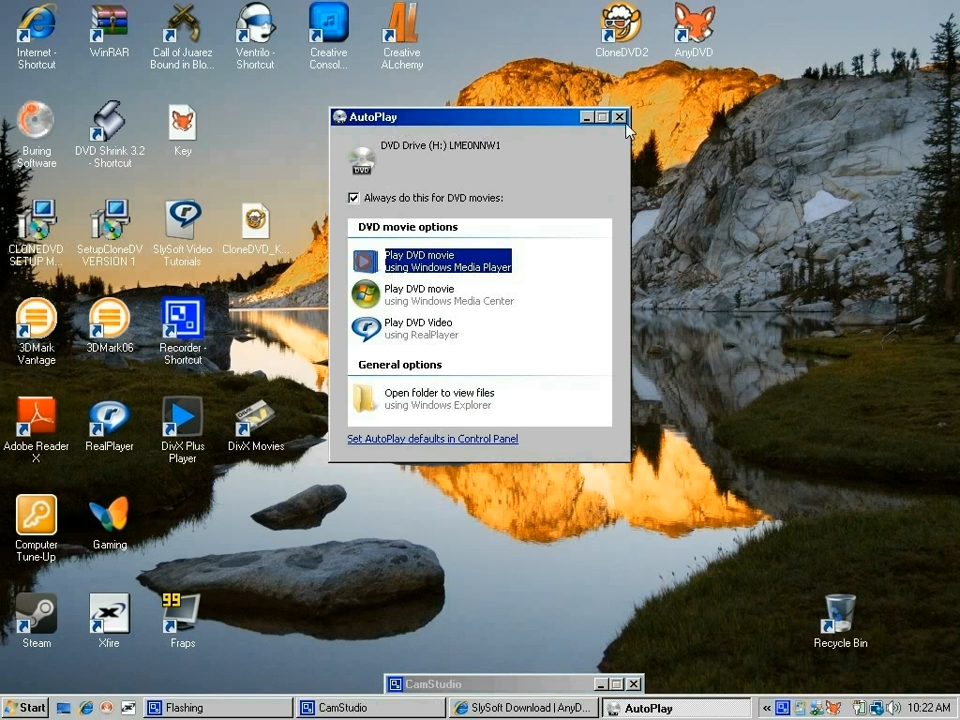 Internet -
Shortcut
WinRAR
Call of Juarez
Bound in Blo...
Ventrilo -
Shortcut
Creative
Consol...
Creative
ALchemy
CloneDVD2
AnyDVD
Buring
Software
DVD Shrink 3.2
- Shortcut
Key
CLONEDVD
SETUP M...
SetupCloneDV
VERSION 1
SlySoft Video
Tutorials
CloneDVD_K...
3DMark
Vantage
3DMark06
Recorder -
Shortcut
Adobe Reader
X
RealPlayer
DivX Plus
Player
DivX Movies
Computer
Tune-Up
Gaming
Steam
Xfire
99
Fraps
Recycle Bin
AutoPlay
DVD Drive (H:) LME0NNW1
Always do this for DVD movies:
DVD movie options
Play DVD movie
using Windows Media Player
Play DVD movie
using Windows Media Center
Play DVD Video
using RealPlayer
General options
Open folder to view files
using Windows Explorer
Set AutoPlay defaults in Control Panel
CamStudio
Start
Flashing
CamStudio
SlySoft Download | AnyD...
AutoPlay
10:22 AM